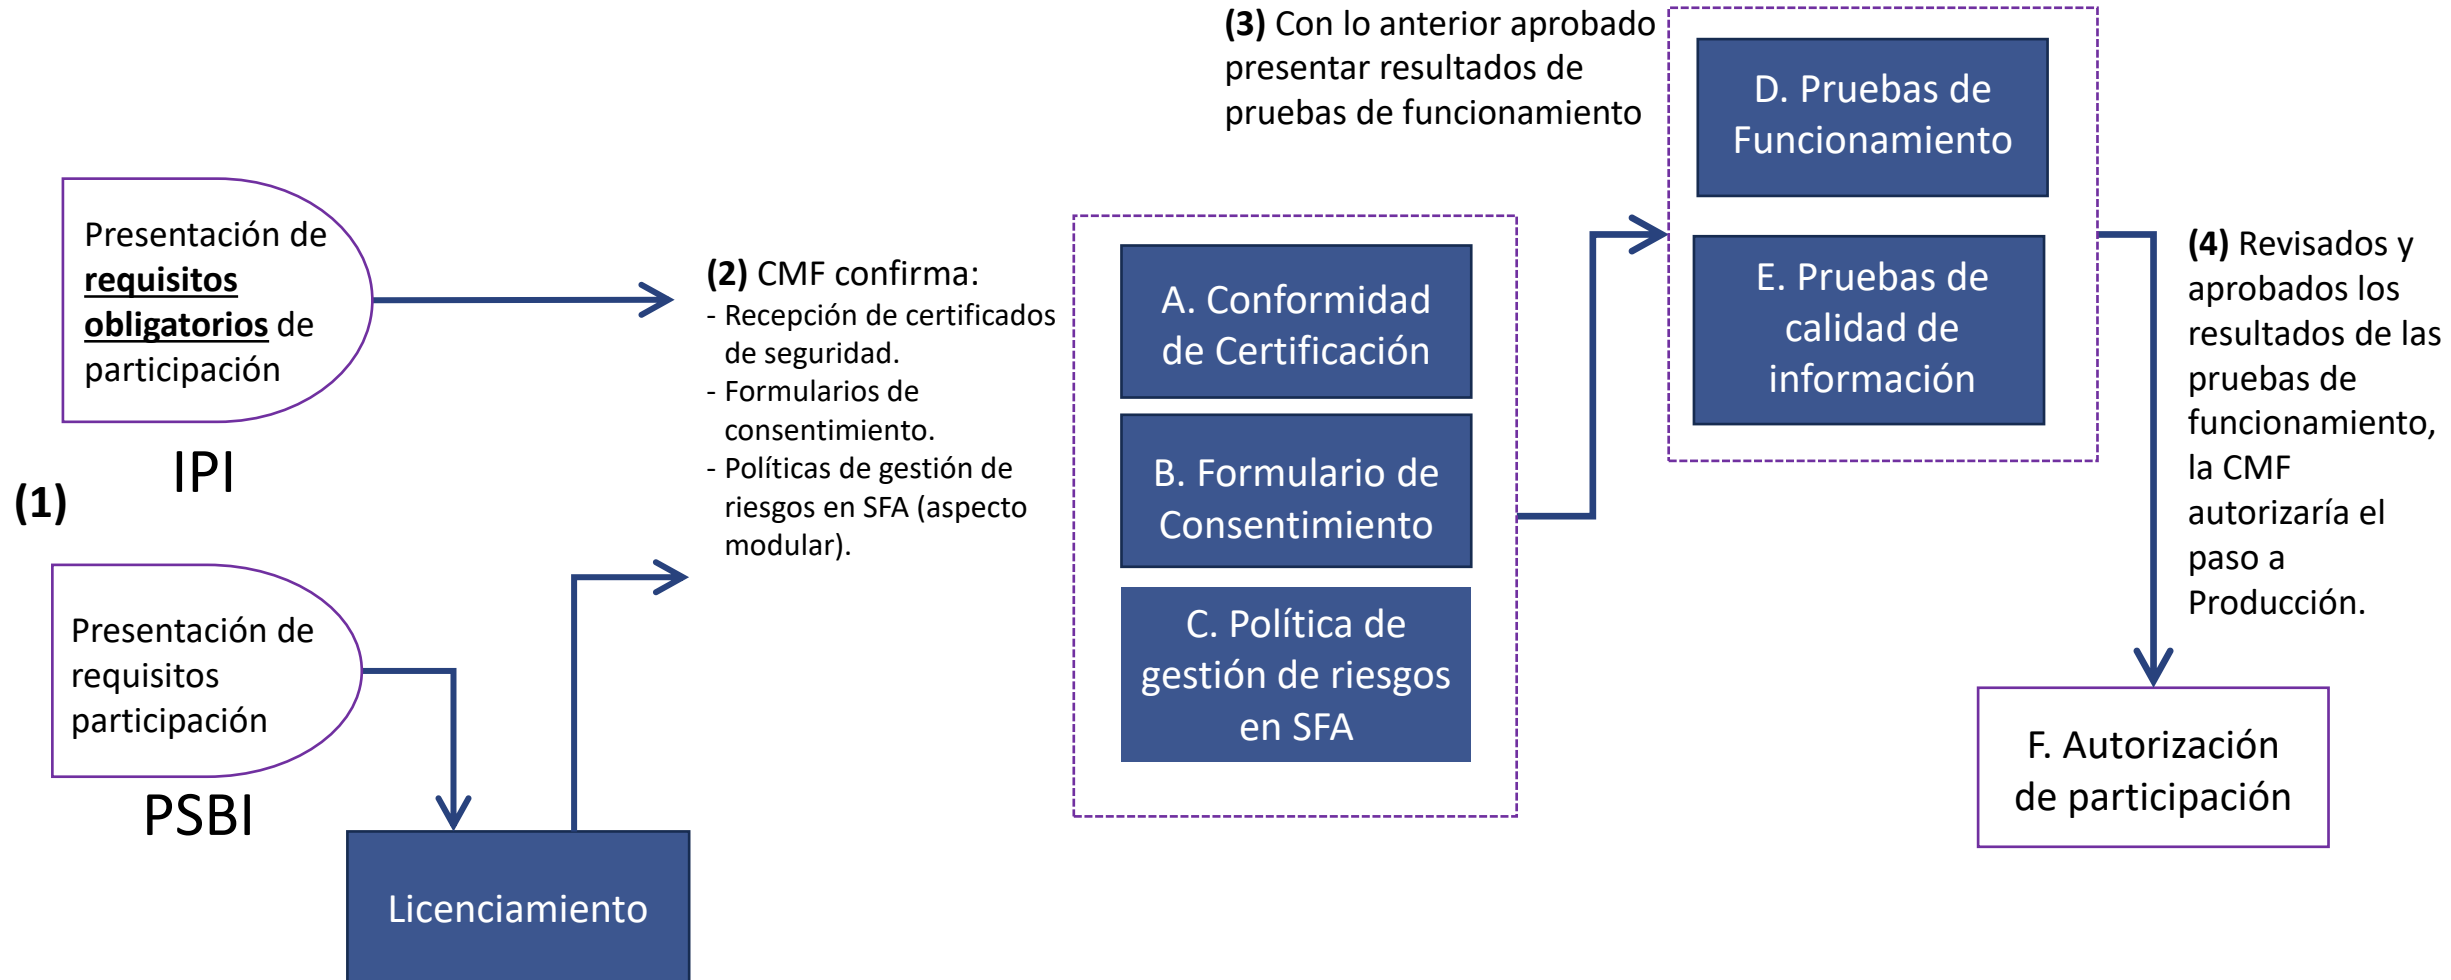 (1)
Presentación de
requisitos
obligatorios de
participación
IPI
Presentación de
requisitos
participación
PSBI
Licenciamiento
(2) CMF confirma:
- Recepción de certificados
de seguridad.
- Formularios de
consentimiento.
- Políticas de gestión de
riesgos en SFA (aspecto
modular).
A. Conformidad
de Certificación
B. Formulario de
Consentimiento
C. Política de
gestión de riesgos
en SFA
(3) Con lo anterior aprobado
presentar resultados de
pruebas de funcionamiento
D. Pruebas de
Funcionamiento
E. Pruebas de
calidad de
información
(4) Revisados y
aprobados los
resultados de las
pruebas de
funcionamiento,
la CMF
autorizaría el
paso a
Producción.
F. Autorización
de participación